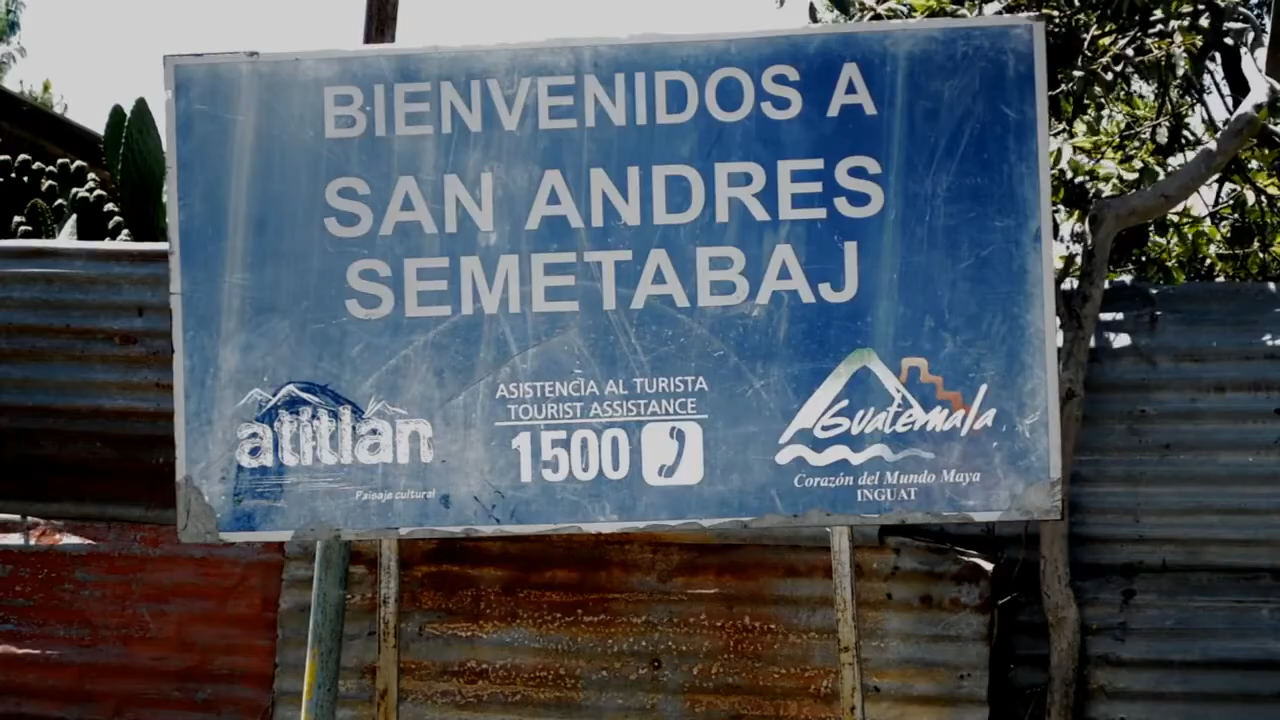 BIENVENIDOS A
SAN ANDRES
SEMETABAJ
atitlan
Paisaje cultural
ASISTENCIA AL TURISTA
TOURIST ASSISTANCE
1500
Guatemala
Corazón del Mundo Maya
INGUAT